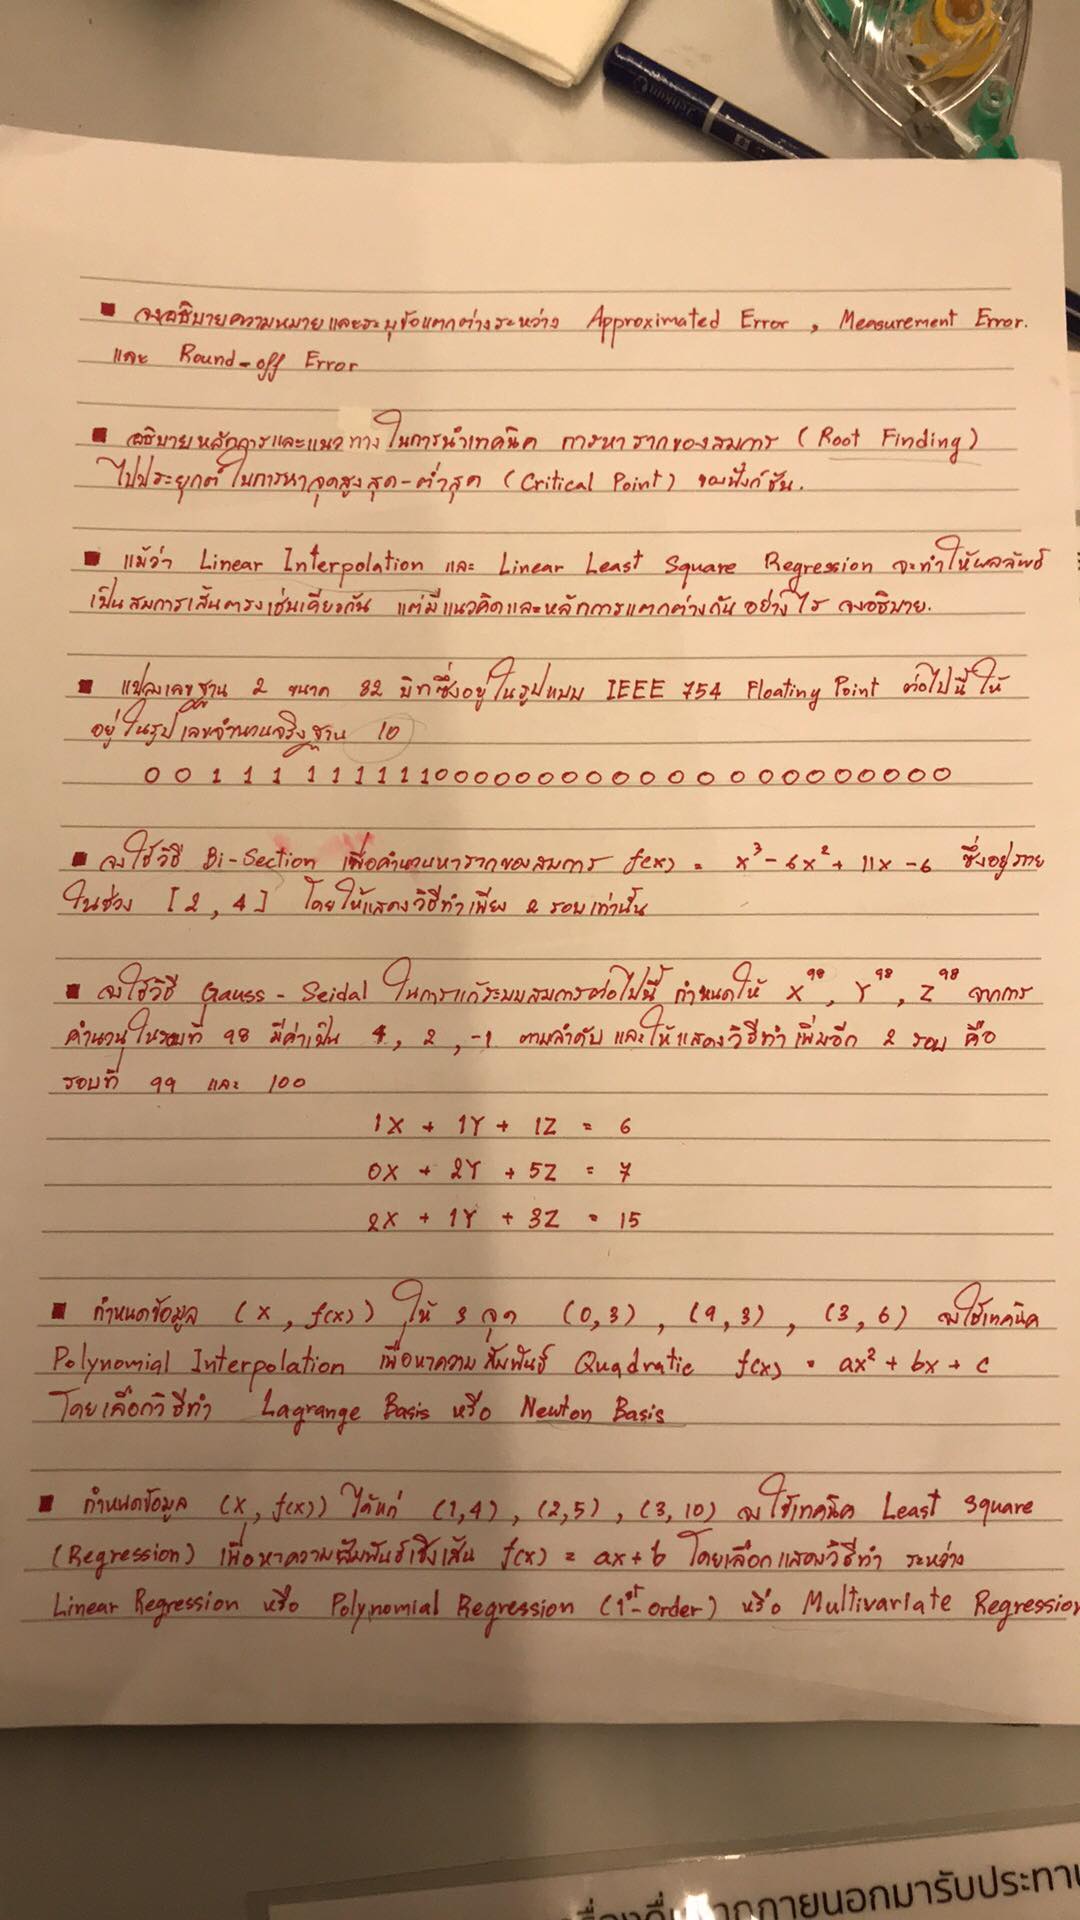 Zebkin
จงอธิบายความหมายและระบุข้อแตกต่างระหว่าง Approximated Error , Measurement Error.
และ Round-off Error
อธิบายหลักการและแนวทางในการนำเทคนิค การหารากของสมการ (Root Finding)
ไปประยุกต์ในการหาจุดสูงสุด-ต่ำสุด (Critical Point) ของฟังก์ชัน.
แม้ว่า Linear Interpolation และ Linear Least Square Regression จะทำให้ผลลัพธ์
เป็นสมการเส้นตรงเช่นเดียวกัน แต่มีแนวคิดและหลักการแตกต่างกันอย่างไร จงอธิบาย.
แปลงเลขฐาน 2 ขนาด 32 บิทซึ่งอยู่ในรูปแบบ IEEE 754 Floating Point ต่อไปนี้ให้
อยู่ในรูปเลขจำนวนจริงฐาน 10
0 0 1 1 1 1 1 1 1 1 1 0 0 0 0 0 0 0 0 0 0 0 0 0 0 0 0 0 0 0 0 0
จงใช้วิธี Bi-Section เพื่อคำนวนหารากของสมการ f(x) = x³ - 6x² + 11x - 6 ซึ่งอยู่ภาย
ในช่วง [2 , 4] โดยให้แสดงวิธีทำเพียง 2 รอบเท่านั้น
จงใช้วิธี Gauss - Seidal ในการแก้ระบบสมการต่อไปนี้ กำหนดให้ X⁹⁸, Y⁹⁸, Z⁹⁸ จากการ
คำนวนในรอบที่ 98 มีค่าเป็น 4, 2, -1 ตามลำดับ และให้แสดงวิธีทำเพิ่มอีก 2 รอบ คือ
รอบที่ 99 และ 100
1X + 1Y + 1Z = 6
0X + 2Y + 5Z = 7
2X + 1Y + 3Z = 15
กำหนดข้อมูล (x , f(x)) ให้ 3 จุด (0,3) , (9,3) , (3,6) จงใช้เทคนิค
Polynomial Interpolation เพื่อหาความสัมพันธ์ Quadratic f(x) = ax² + bx + c
โดยเลือกวิธีทำ Lagrange Basis หรือ Newton Basis
กำหนดข้อมูล (x, f(x)) ได้แก่ (1,4) , (2,5) , (3,10) จงใช้เทคนิค Least Square
(Regression) เพื่อหาความสัมพันธ์เชิงเส้น f(x) = ax+b โดยเลือกแสดงวิธีทำ ระหว่าง
Linear Regression หรือ Polynomial Regression (1st-order) หรือ Multivariate Regression
ภายนอกมารับประทาน